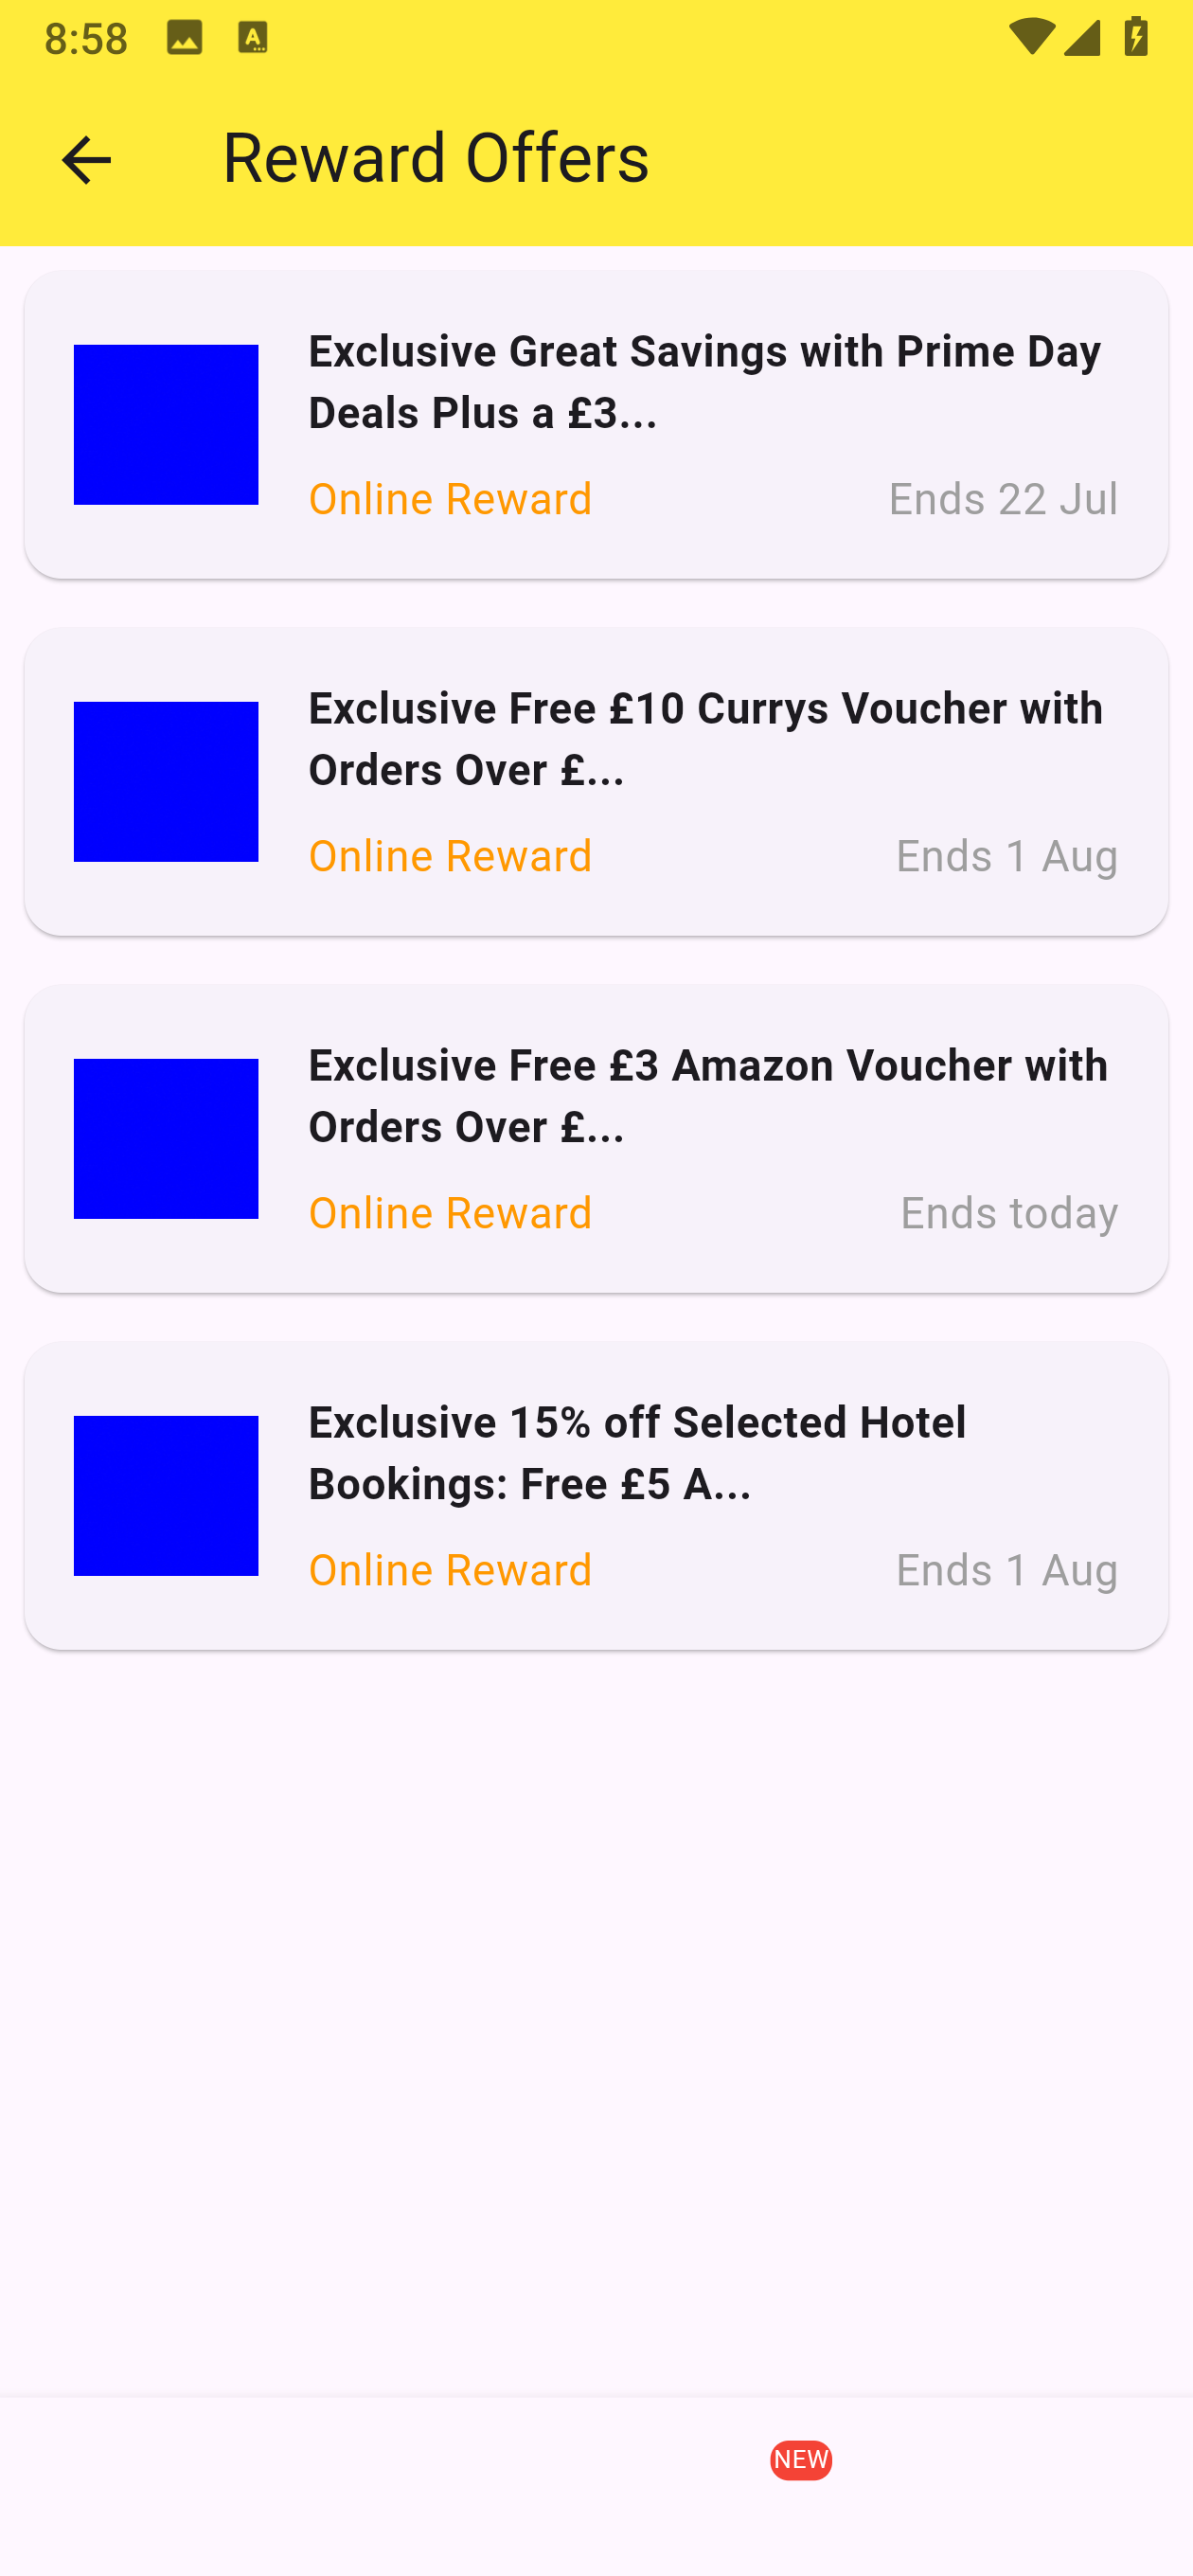 8:58
Reward Offers
Exclusive Great Savings with Prime Day
Deals Plus a £3...
Online Reward
Ends 22 Jul
Exclusive Free £10 Currys Voucher with
Orders Over £...
Online Reward
Ends 1 Aug
Exclusive Free £3 Amazon Voucher with
Orders Over £...
Online Reward
Ends today
Exclusive 15% off Selected Hotel
Bookings: Free £5 A...
Online Reward
Ends 1 Aug
NEW